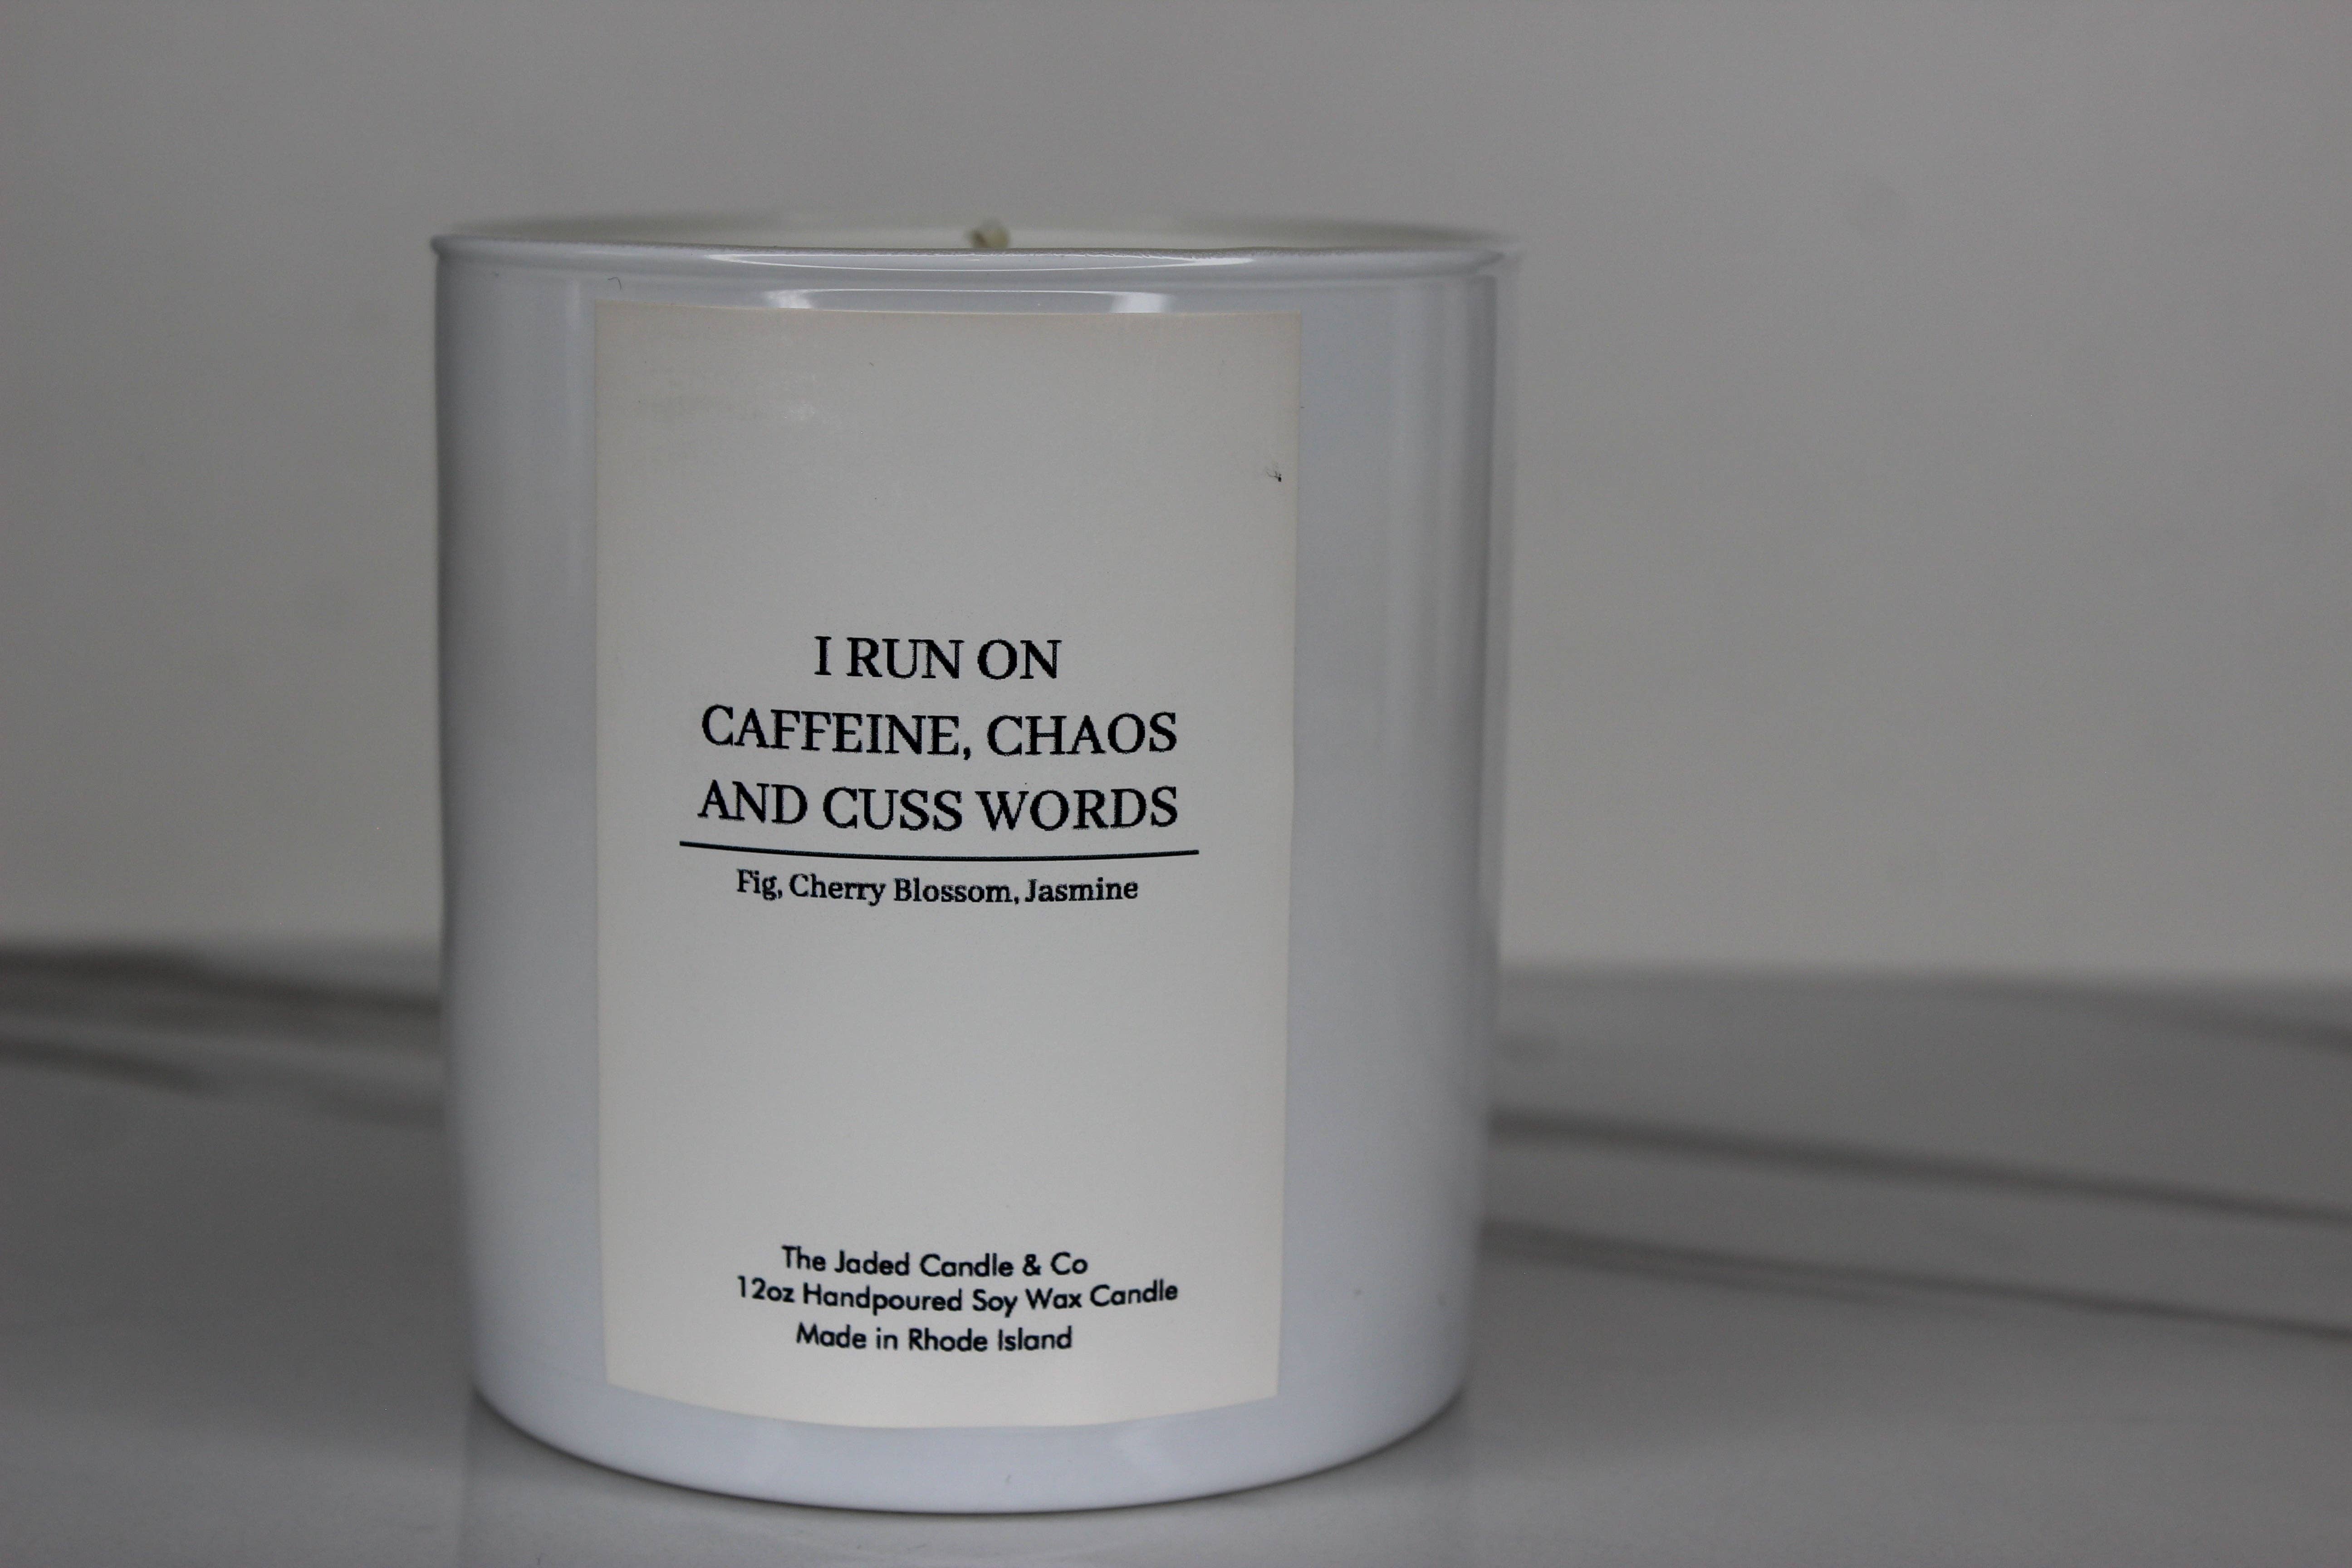 I RUN ON
CAFFEINE, CHAOS
AND CUSS WORDS
Fig, Cherry Blossom, Jasmine
The Jaded Candle & Co
12oz Handpoured Soy Wax Candle
Made in Rhode Island